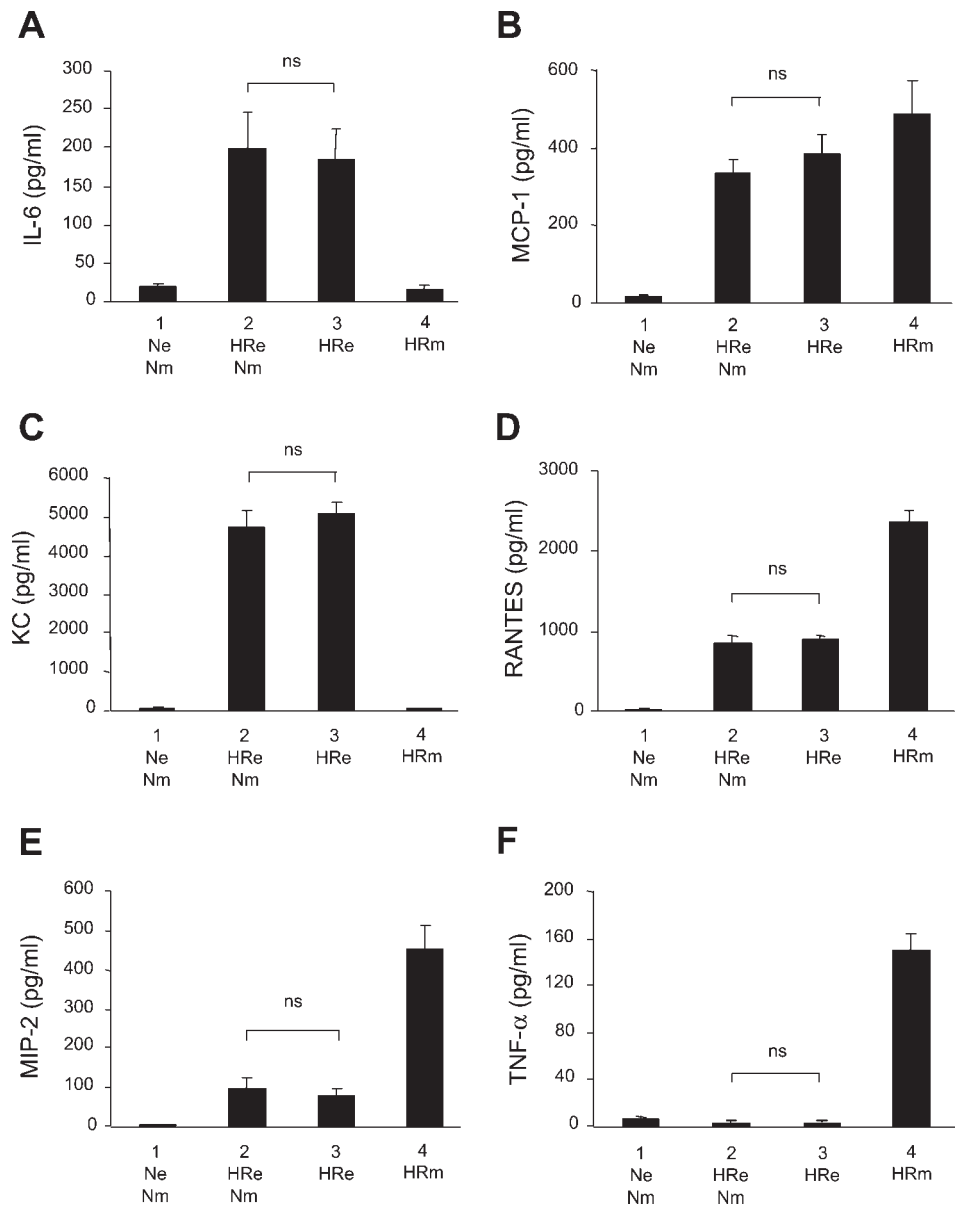 A
IL-6 (pg/ml)
300
250
200
150
100
50
0
ns
1 2 3 4
Ne HRe HRe HRm
Nm Nm
B
MCP-1 (pg/ml)
600
400
200
0
ns
1 2 3 4
Ne HRe HRe HRm
Nm Nm
C
KC (pg/ml)
6000
5000
4000
3000
2000
1000
0
ns
1 2 3 4
Ne HRe HRe HRm
Nm Nm
D
RANTES (pg/ml)
3000
2000
1000
0
ns
1 2 3 4
Ne HRe HRe HRm
Nm Nm
E
MIP-2 (pg/ml)
600
500
400
300
200
100
0
ns
1 2 3 4
Ne HRe HRe HRm
Nm Nm
F
TNF-α (pg/ml)
200
160
80
40
0
ns
1 2 3 4
Ne HRe HRe HRm
Nm Nm